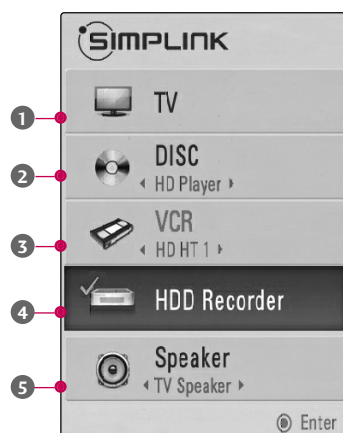 SIMPLINK
1
TV
2
DISC
HD Player
3
VCR
HD HT 1
4
HDD Recorder
5
Speaker
TV Speaker
Enter